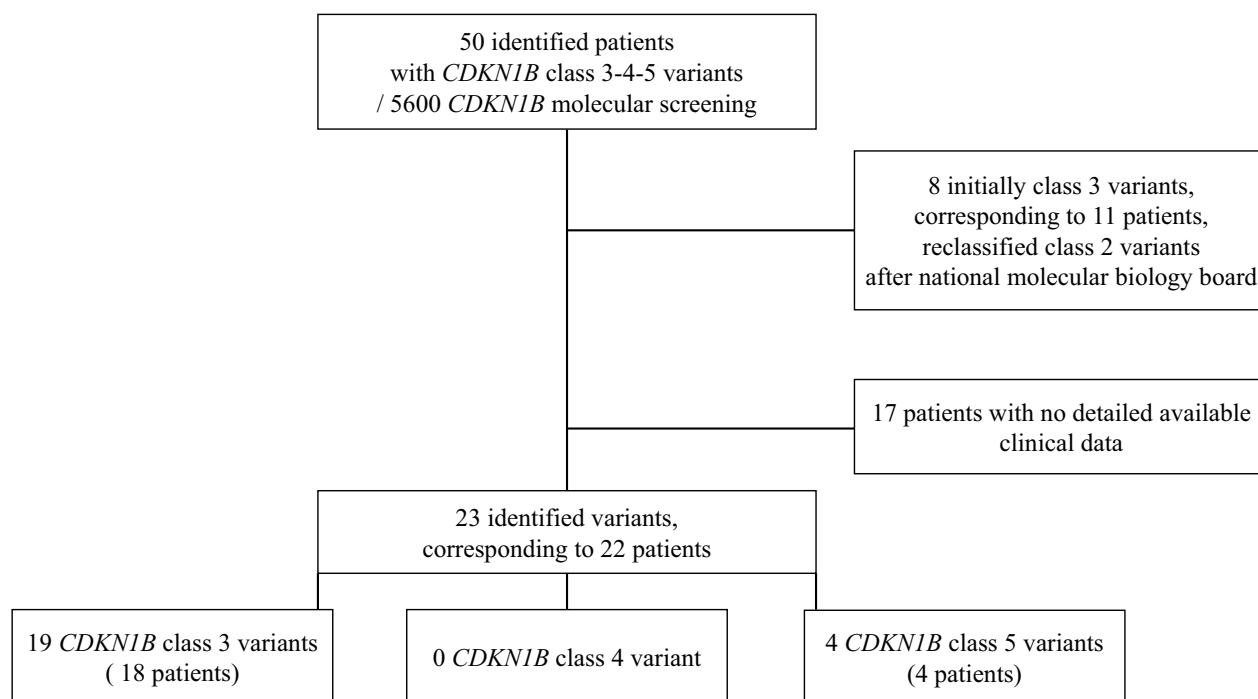 50 identified patients
with CDKN1B class 3-4-5 variants
/ 5600 CDKN1B molecular screening
8 initially class 3 variants,
corresponding to 11 patients,
reclassified class 2 variants
after national molecular biology board
17 patients with no detailed available
clinical data
23 identified variants,
corresponding to 22 patients
19 CDKN1B class 3 variants
( 18 patients)
0 CDKN1B class 4 variant
4 CDKN1B class 5 variants
(4 patients)